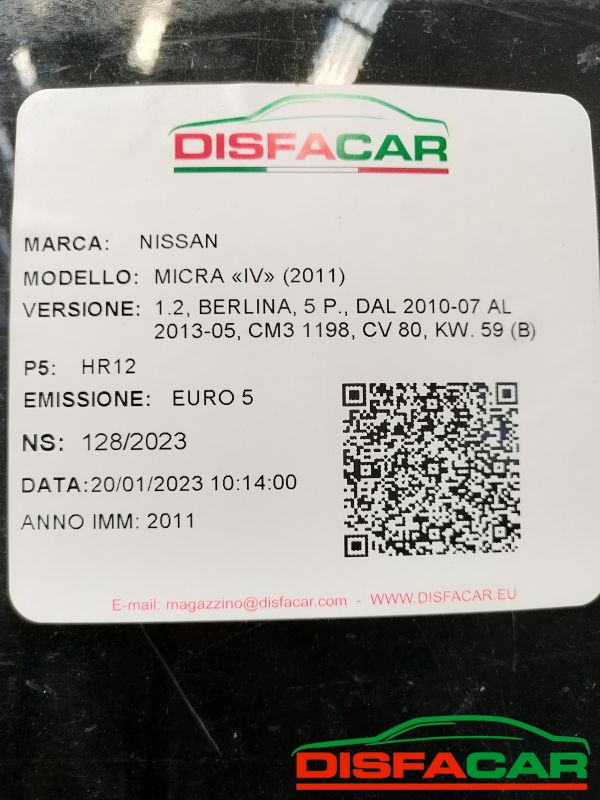 DISFACAR
MARCA: NISSAN
MODELLO: MICRA «IV» (2011)
VERSIONE: 1.2, BERLINA, 5 P., DAL 2010-07 AL
2013-05, CM3 1198, CV 80, KW. 59 (B)
P5: HR12
EMISSIONE: EURO 5
NS: 128/2023
DATA:20/01/2023 10:14:00
ANNO IMM: 2011
E-mail: magazzino@disfacar.com - WWW.DISFACAR.EU
DISFACAR